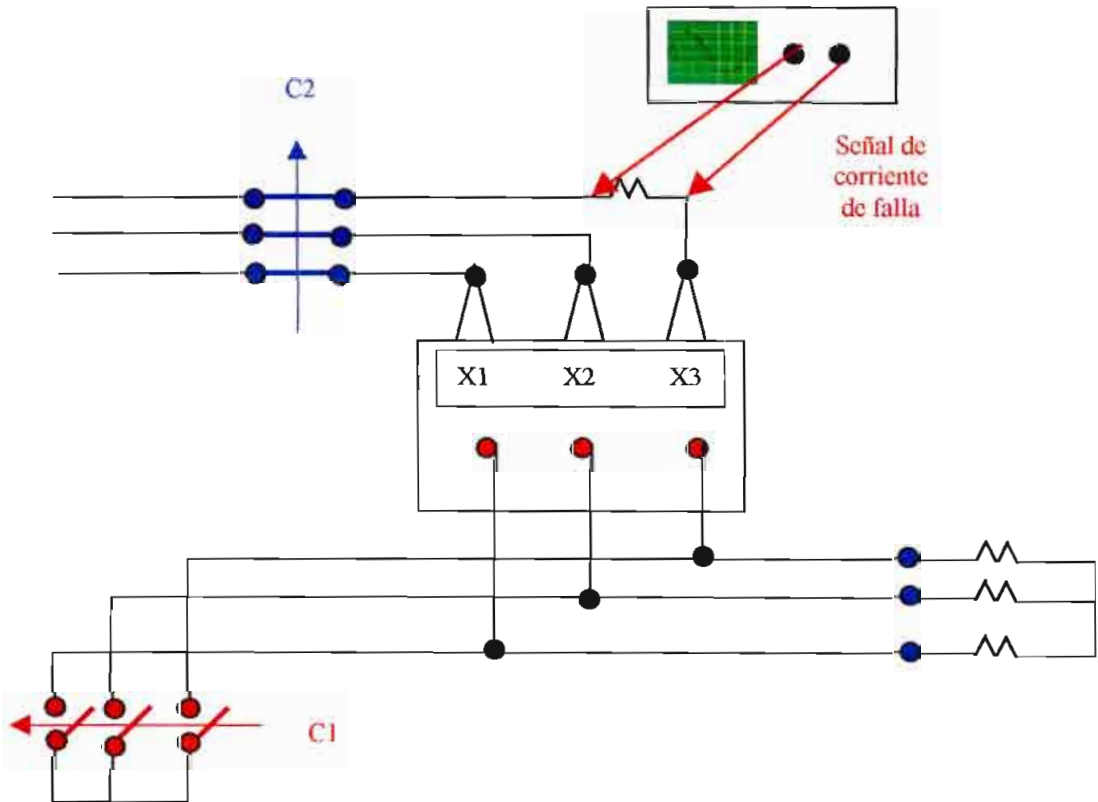 C2
Señal de
corriente
de falla
X1 X2 X3
C1